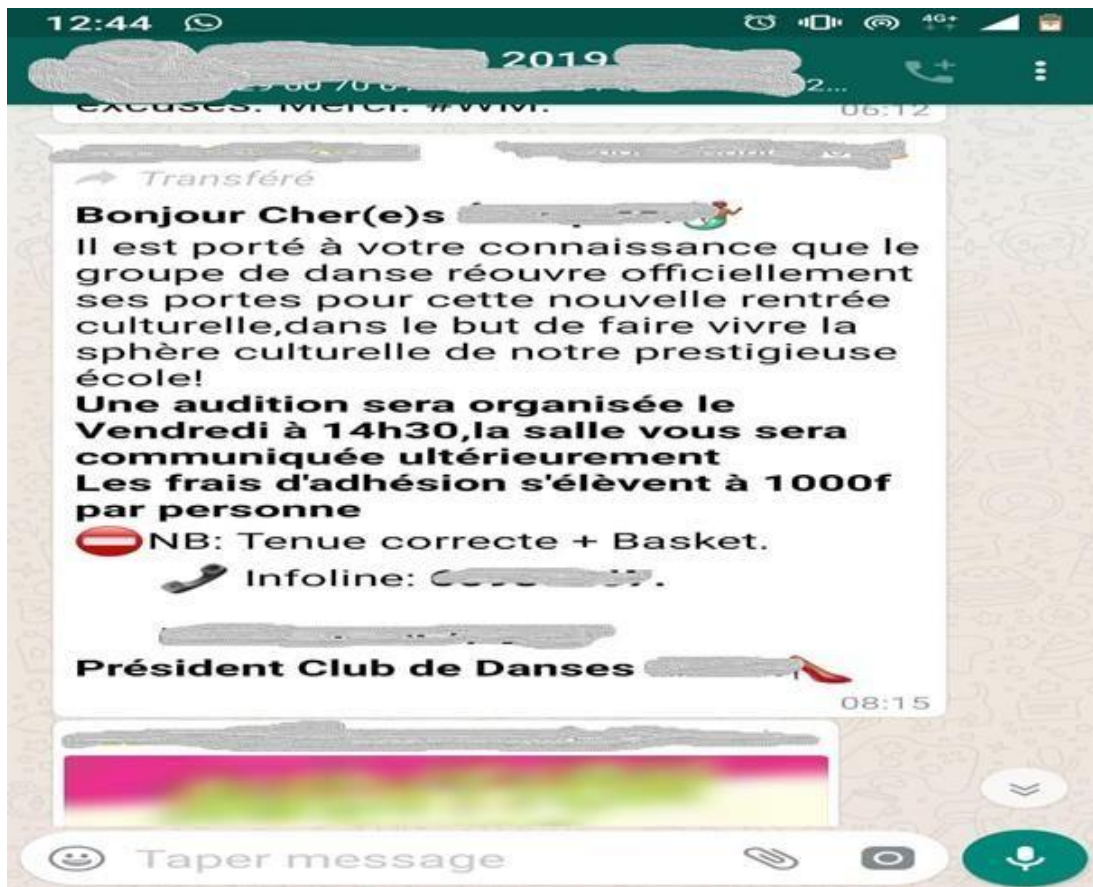 12:44
4G+
2019
2...
excuses. Merci. #WM.
06:12
Transféré
Bonjour Cher(e)s
Il est porté à votre connaissance que le
groupe de danse réouvre officiellement
ses portes pour cette nouvelle rentrée
culturelle,dans le but de faire vivre la
sphère culturelle de notre prestigieuse
école!
Une audition sera organisée le
Vendredi à 14h30,la salle vous sera
communiquée ultérieurement
Les frais d'adhésion s'élèvent à 1000f
par personne
NB: Tenue correcte + Basket.
Infoline:
Président Club de Danses
08:15
Taper message